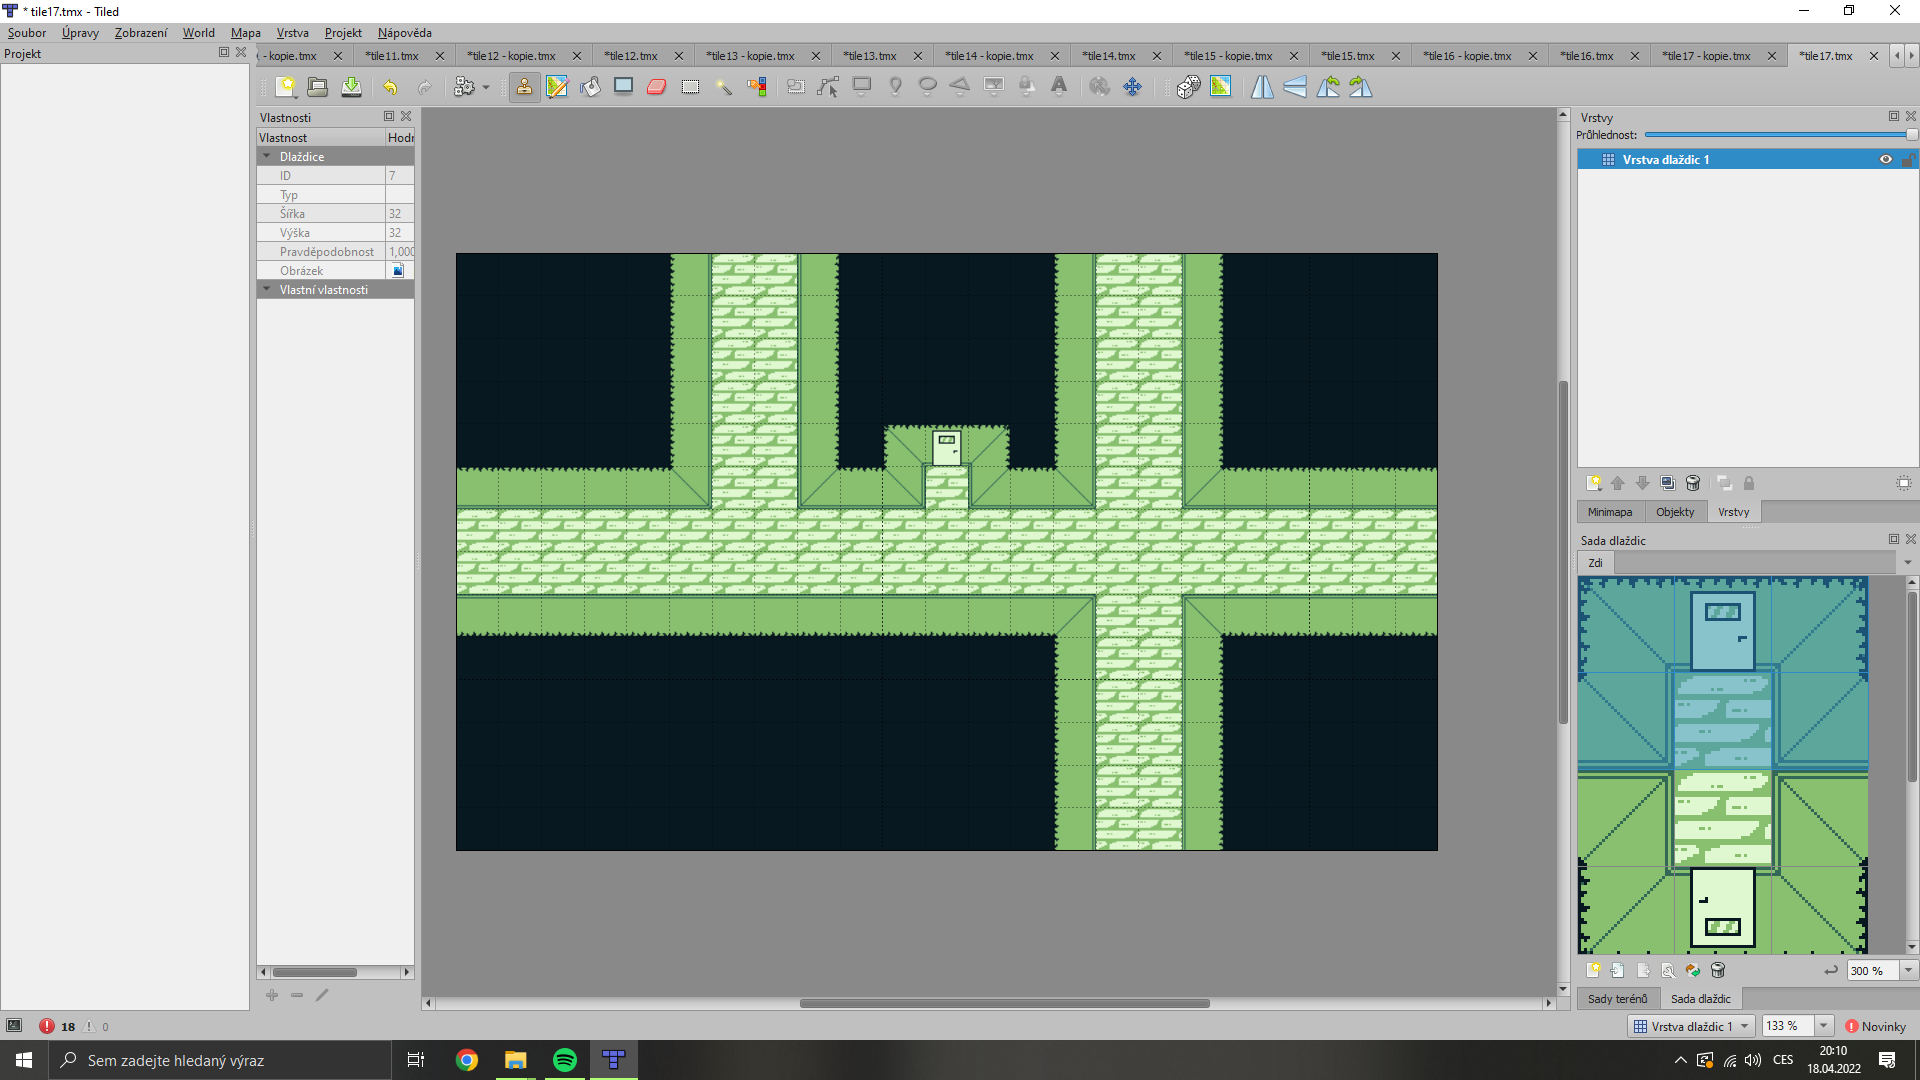 * tile17.tmx - Tiled
Soubor Úpravy Zobrazení World Mapa Vrstva Projekt Nápověda
Projekt
- kopie.tmx *tile11.tmx *tile12 - kopie.tmx *tile12.tmx *tile13 - kopie.tmx *tile13.tmx *tile14 - kopie.tmx *tile14.tmx *tile15 - kopie.tmx *tile15.tmx *tile16 - kopie.tmx *tile16.tmx *tile17 - kopie.tmx *tile17.tmx
Vlastnosti
Vlastnost Hodr
Dlaždice
ID 7
Typ
Šířka 32
Výška 32
Pravděpodobnost 1,000
Obrázek
Vlastní vlastnosti
Vrstvy
Průhlednost:
Vrstva dlaždic 1
Minimapa Objekty Vrstvy
Sada dlaždic
Zdi
300 %
Sady terénů Sada dlaždic
18 0
Vrstva dlaždic 1 133 % Novinky
Sem zadejte hledaný výraz
CES
20:10
18.04.2022